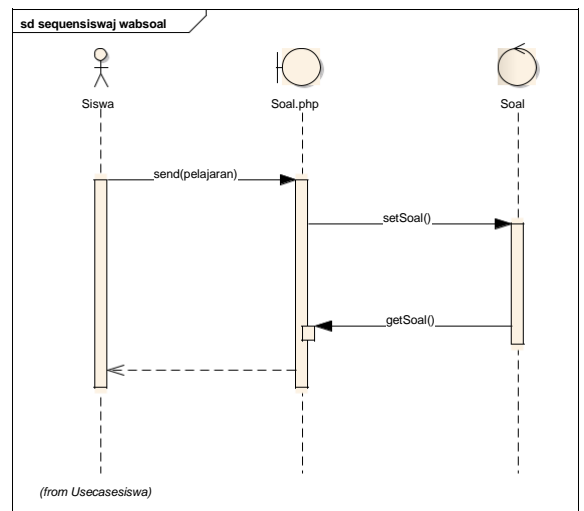 sd sequensiswaj wabsoal
Siswa
Soal.php
Soal
send(pelajaran)
setSoal()
getSoal()
(from Usecasesiswa)